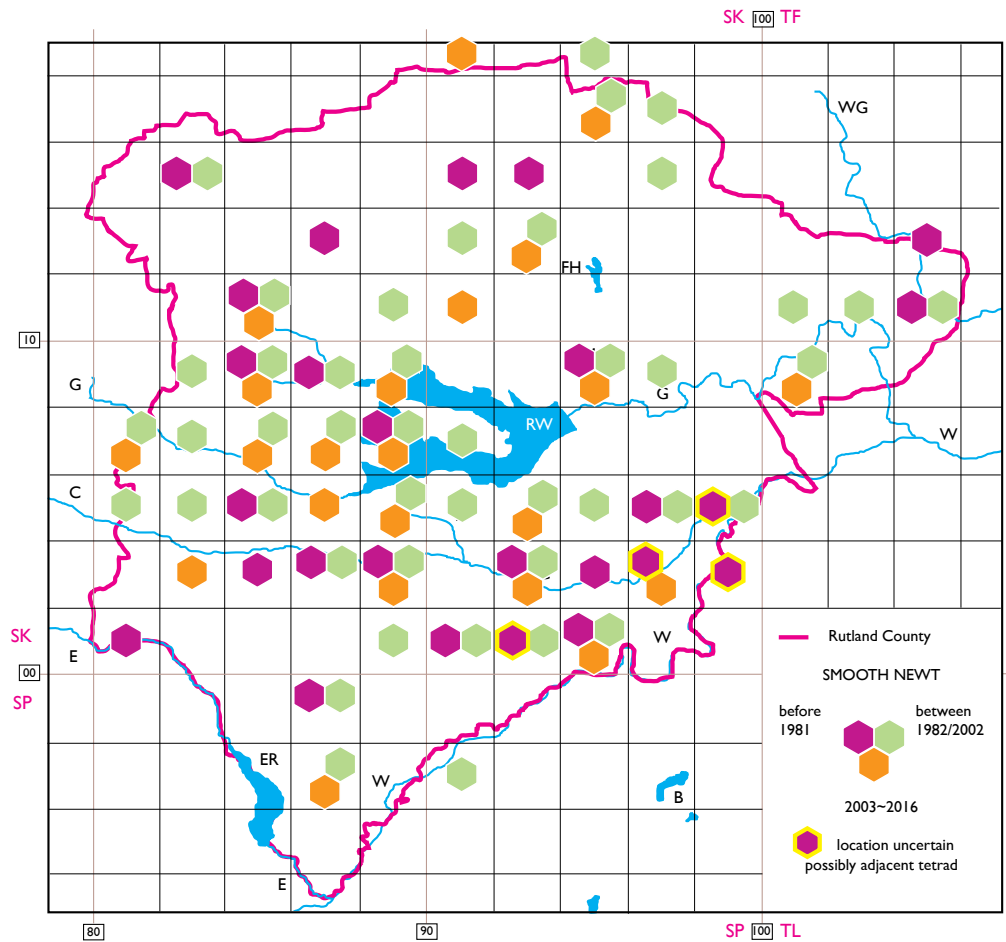 SK 100 TF
WG
FH
10
G
G
RW
W
C
SK
E
W
00
SP
Rutland County
SMOOTH NEWT
before
1981
between
1982/2002
2003~2016
location uncertain
possibly adjacent tetrad
ER
W
B
E
80
90
SP 100 TL